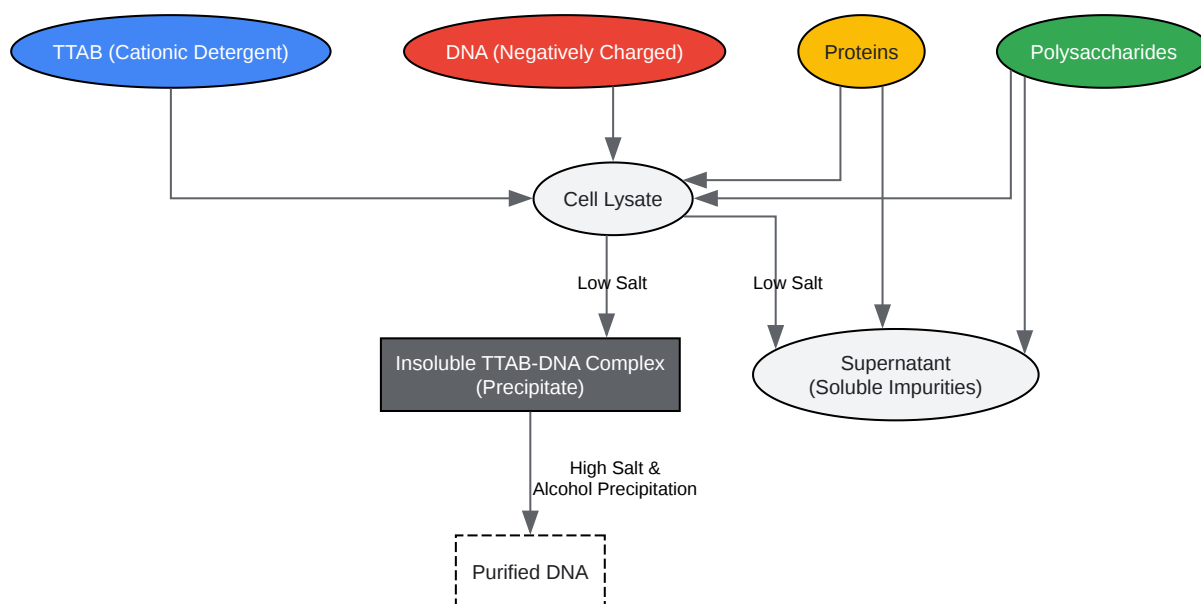 TTAB (Cationic Detergent)
DNA (Negatively Charged)
Proteins
Polysaccharides
Cell Lysate
Low Salt
Low Salt
Insoluble TTAB-DNA Complex
(Precipitate)
Supernatant
(Soluble Impurities)
High Salt &
Alcohol Precipitation
Purified DNA